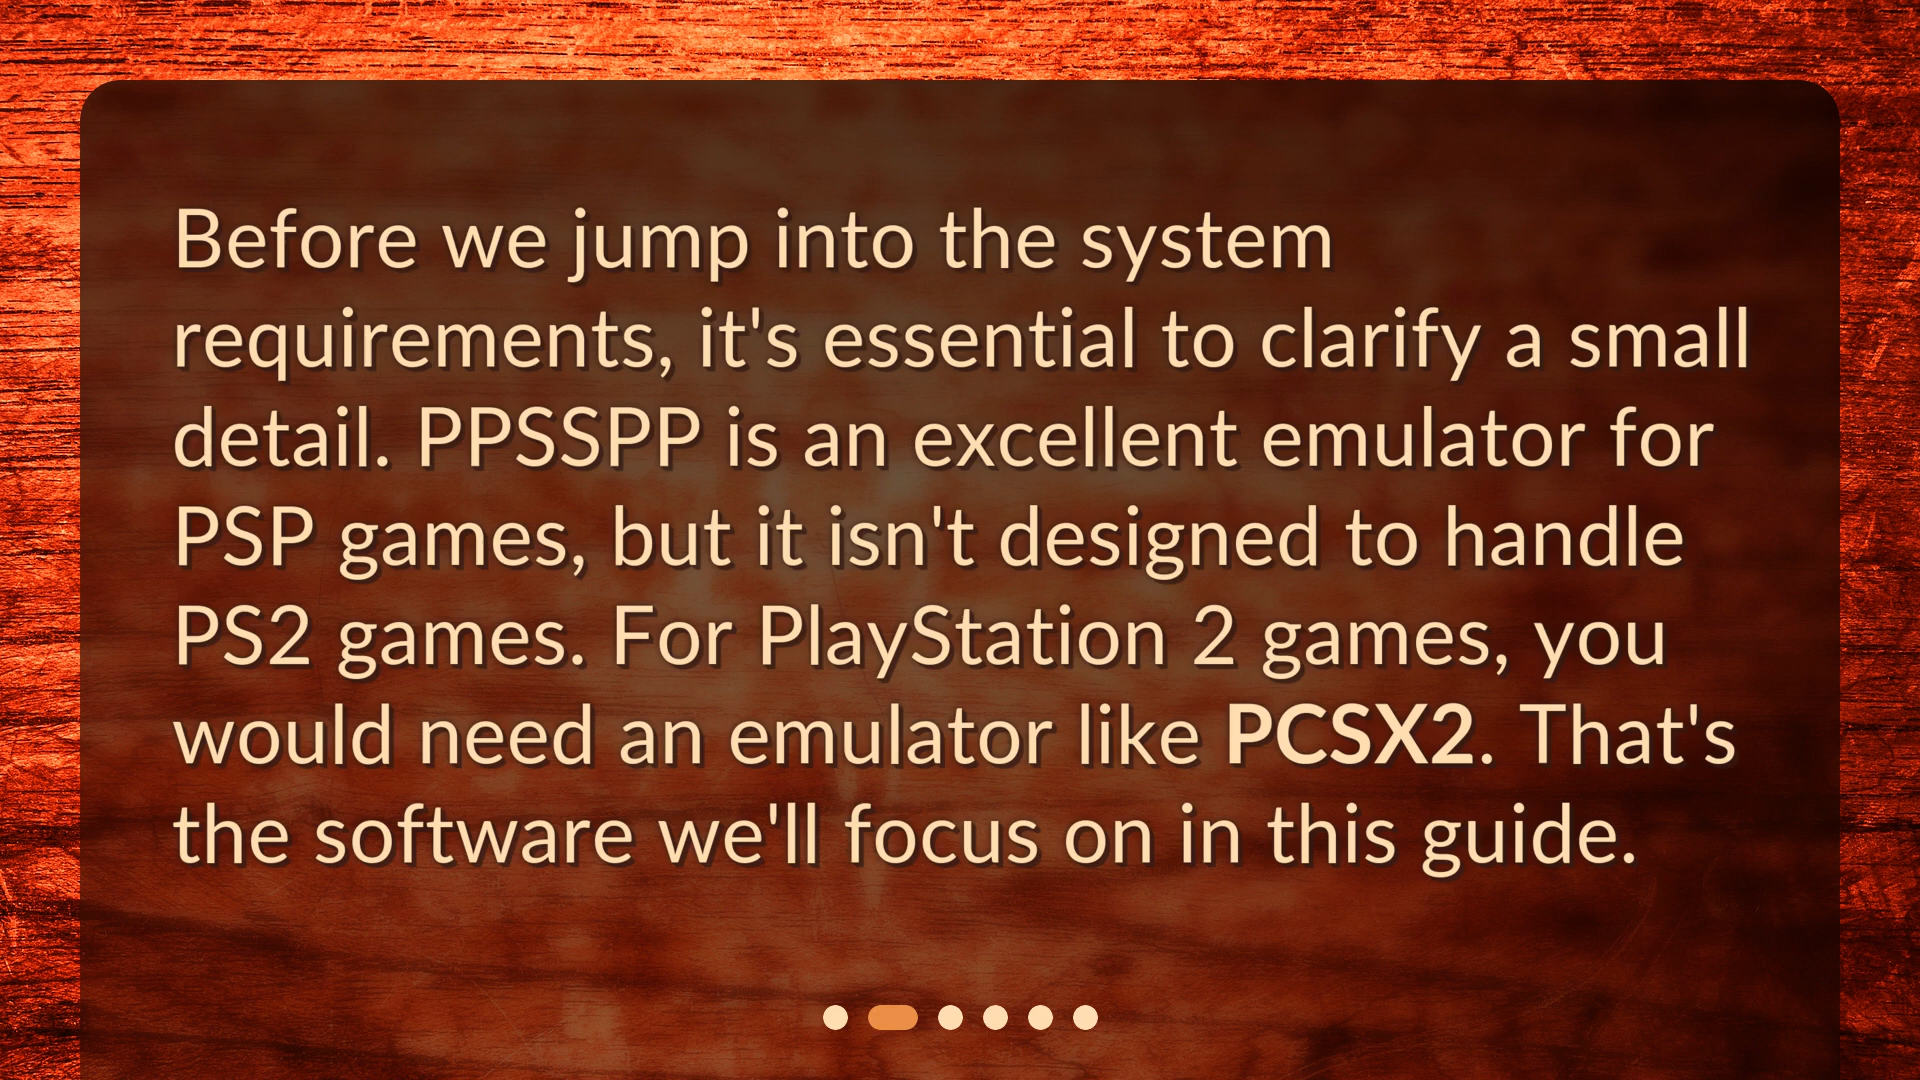 Before we jump into the system
requirements, it's essential to clarify a small
detail. PPSSPP is an excellent emulator for
PSP games, but it isn't designed to handle
PS2 games. For PlayStation 2 games, you
would need an emulator like PCSX2. That's
the software we'll focus on in this guide.